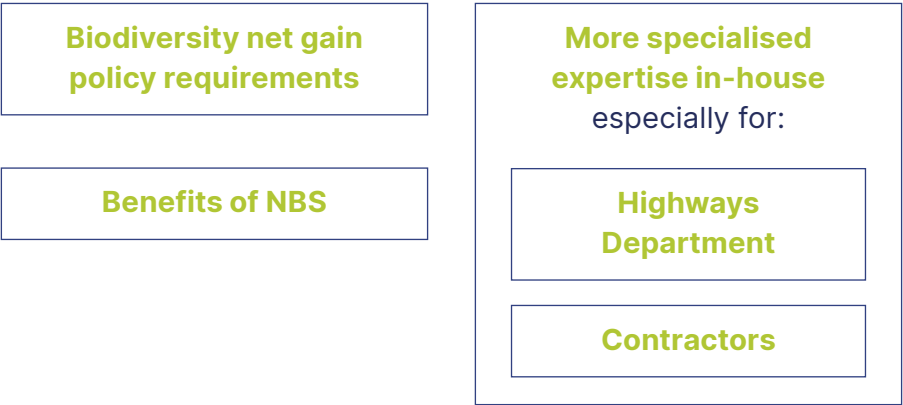 Biodiversity net gain
policy requirements
Benefits of NBS
More specialised
expertise in-house
especially for:
Highways
Department
Contractors